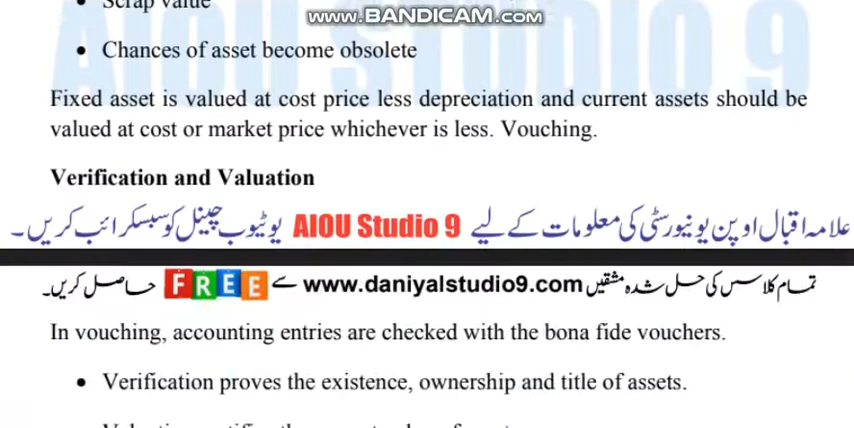 Scrap value
www.BANDICAM.com
• Chances of asset become obsolete
AIOU STUDIO 9
Fixed asset is valued at cost price less depreciation and current assets should be
valued at cost or market price whichever is less. Vouching.
Verification and Valuation
علامہ اقبال اوپن یونیورسٹی کی معلومات کے لیے AIOU Studio 9 یوٹیوب چینل کو سبسکرائب کریں۔
تمام کلاسس کی حل شدہ مشقیں www.daniyalstudio9.com سے FREE حاصل کریں۔
In vouching, accounting entries are checked with the bona fide vouchers.
• Verification proves the existence, ownership and title of assets.